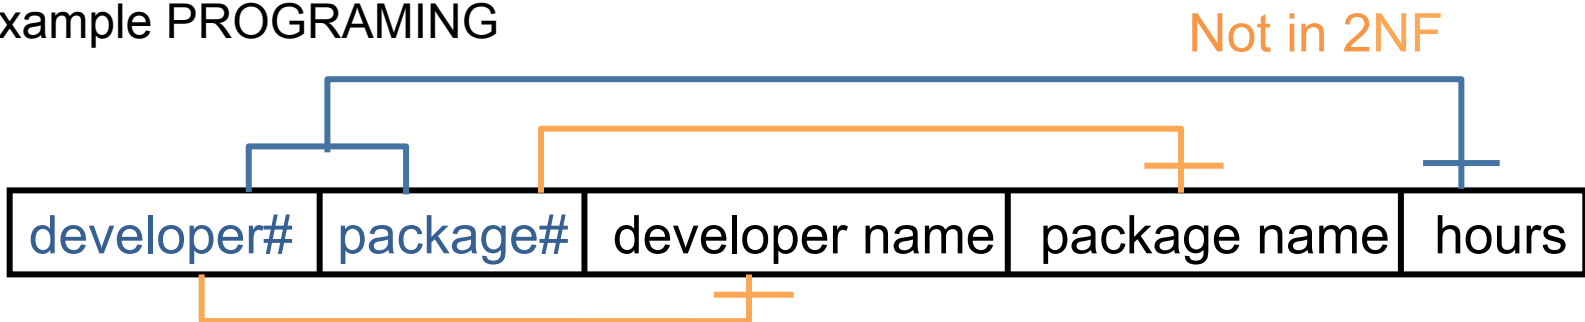 xample PROGRAMING
Not in 2NF
developer# package# developer name package name hours